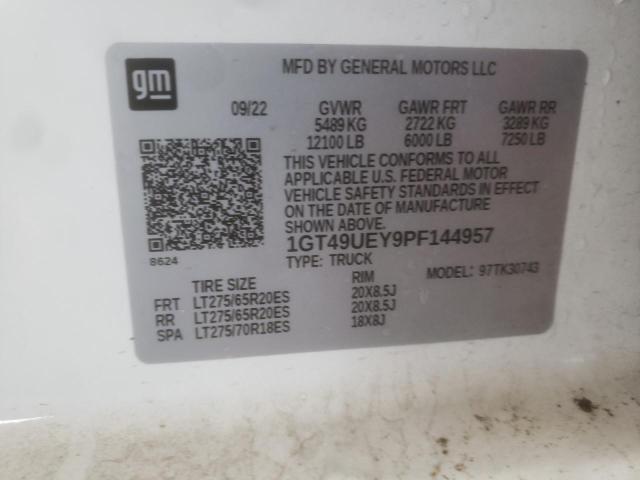 gm
MFD BY GENERAL MOTORS LLC
09/22 GVWR GAWR FRT GAWR RR
5489 KG 2722 KG 3289 KG
12100 LB 6000 LB 7250 LB
THIS VEHICLE CONFORMS TO ALL
APPLICABLE U.S. FEDERAL MOTOR
VEHICLE SAFETY STANDARDS IN EFFECT
ON THE DATE OF MANUFACTURE
SHOWN ABOVE.
1GT49UEY9PF144957
8624
TYPE: TRUCK MODEL: 97TK30743
TIRE SIZE RIM
FRT LT275/65R20ES 20X8.5J
RR LT275/65R20ES 20X8.5J
SPA LT275/70R18ES 18X8J